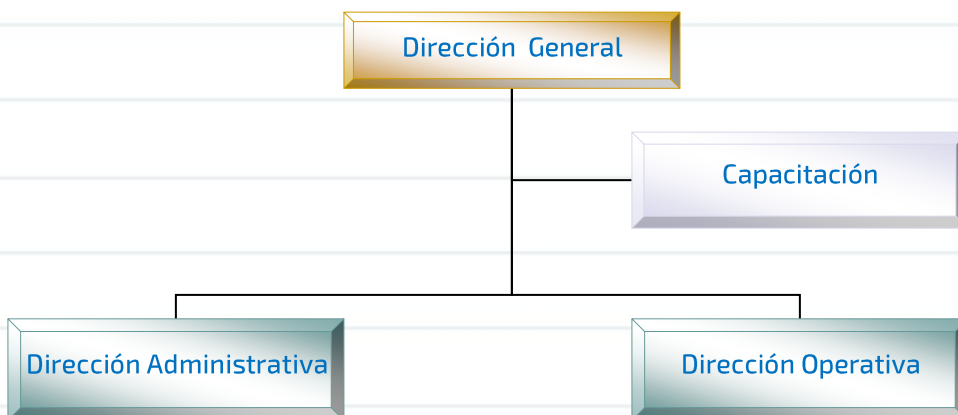 Dirección  General
Capacitación
Dirección Administrativa
Dirección Operativa